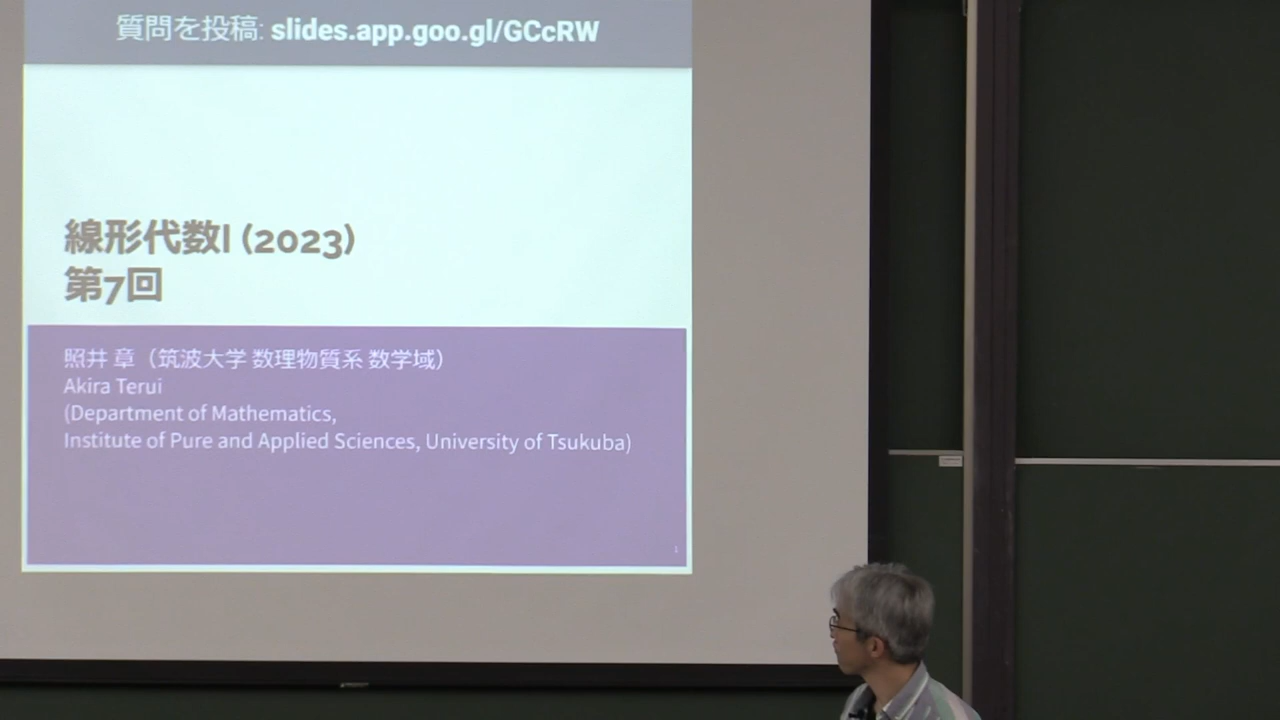 質問を投稿: slides.app.goo.gl/GCcRW
線形代数I (2023)
第7回
照井 章（筑波大学 数理物質系 数学域）
Akira Terui
(Department of Mathematics,
Institute of Pure and Applied Sciences, University of Tsukuba)
1